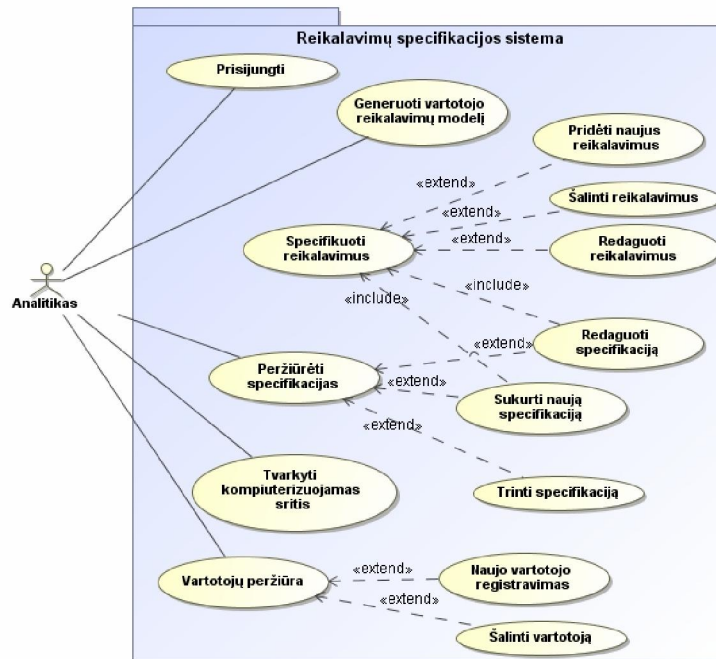 Reikalavimų specifikacijos sistema
Prisijungti
Generuoti vartotojo
reikalavimų modelį
Pridėti naujus
reikalavimus
«extend»
Šalinti reikalavimus
«extend»
Specifikuoti
reikalavimus
«extend»
Redaguoti
reikalavimus
Analitikas
«include»
«include»
Redaguoti
specifikaciją
«extend»
Peržiūrėti
specifikacijas
«extend»
Sukurti naują
specifikaciją
«extend»
Tvarkyti
kompiuterizuojamas
sritis
Trinti specifikaciją
Vartotojų peržiūra
«extend»
Naujo vartotojo
registravimas
«extend»
Šalinti vartotoją